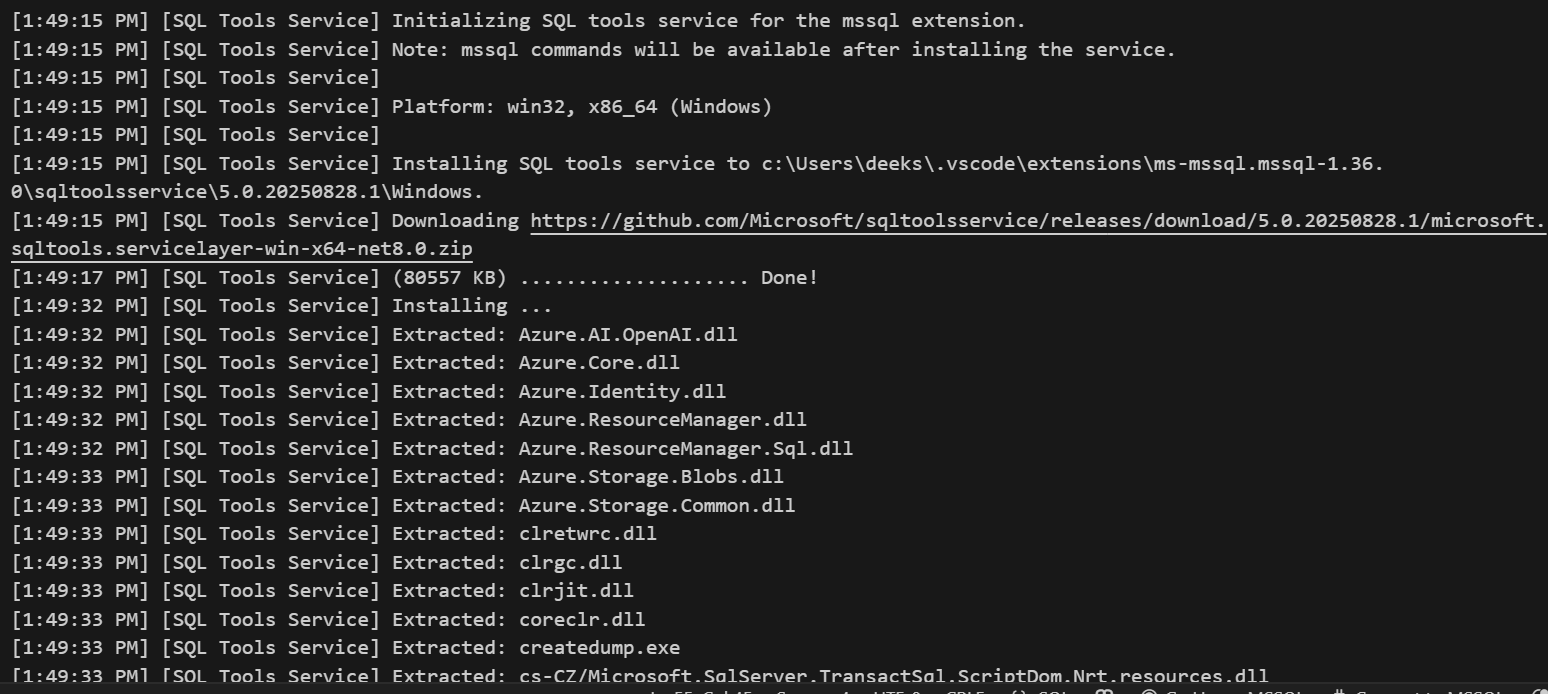 [1:49:15 PM] [SQL Tools Service] Initializing SQL tools service for the mssql extension.
[1:49:15 PM] [SQL Tools Service] Note: mssql commands will be available after installing the service.
[1:49:15 PM] [SQL Tools Service]
[1:49:15 PM] [SQL Tools Service] Platform: win32, x86_64 (Windows)
[1:49:15 PM] [SQL Tools Service]
[1:49:15 PM] [SQL Tools Service] Installing SQL tools service to c:\Users\deeks\.vscode\extensions\ms-mssql.mssql-1.36.
0\sqltoolsservice\5.0.20250828.1\Windows.
[1:49:15 PM] [SQL Tools Service] Downloading https://github.com/Microsoft/sqltoolsservice/releases/download/5.0.20250828.1/microsoft.
sqltools.servicelayer-win-x64-net8.0.zip
[1:49:17 PM] [SQL Tools Service] (80557 KB) .................... Done!
[1:49:32 PM] [SQL Tools Service] Installing ...
[1:49:32 PM] [SQL Tools Service] Extracted: Azure.AI.OpenAI.dll
[1:49:32 PM] [SQL Tools Service] Extracted: Azure.Core.dll
[1:49:32 PM] [SQL Tools Service] Extracted: Azure.Identity.dll
[1:49:32 PM] [SQL Tools Service] Extracted: Azure.ResourceManager.dll
[1:49:32 PM] [SQL Tools Service] Extracted: Azure.ResourceManager.Sql.dll
[1:49:33 PM] [SQL Tools Service] Extracted: Azure.Storage.Blobs.dll
[1:49:33 PM] [SQL Tools Service] Extracted: Azure.Storage.Common.dll
[1:49:33 PM] [SQL Tools Service] Extracted: clretwrc.dll
[1:49:33 PM] [SQL Tools Service] Extracted: clrgc.dll
[1:49:33 PM] [SQL Tools Service] Extracted: clrjit.dll
[1:49:33 PM] [SQL Tools Service] Extracted: coreclr.dll
[1:49:33 PM] [SQL Tools Service] Extracted: createdump.exe
[1:49:33 PM] [SQL Tools Service] Extracted: cs-CZ/Microsoft.SqlServer.TransactSql.ScriptDom.Nrt.resources.dll